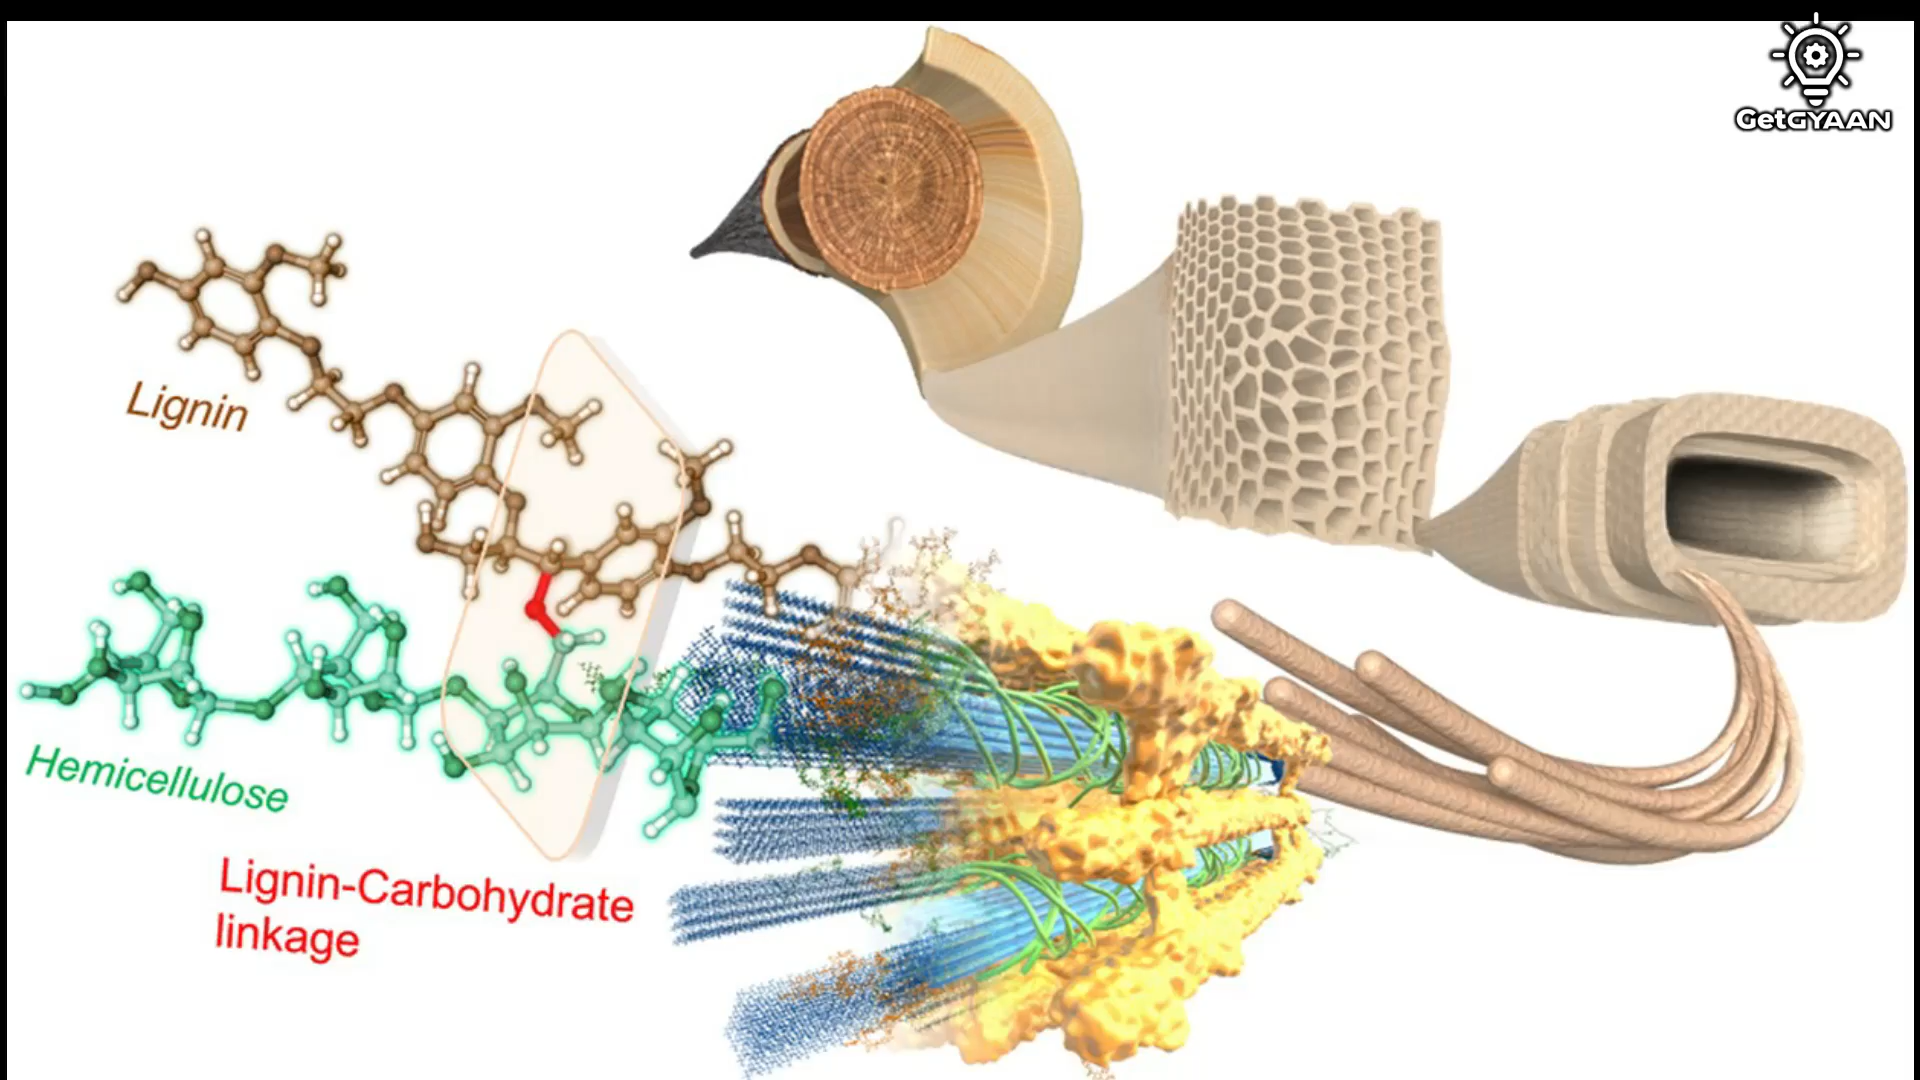 GetGYAAN
Lignin
Hemicellulose
Lignin-Carbohydrate
linkage